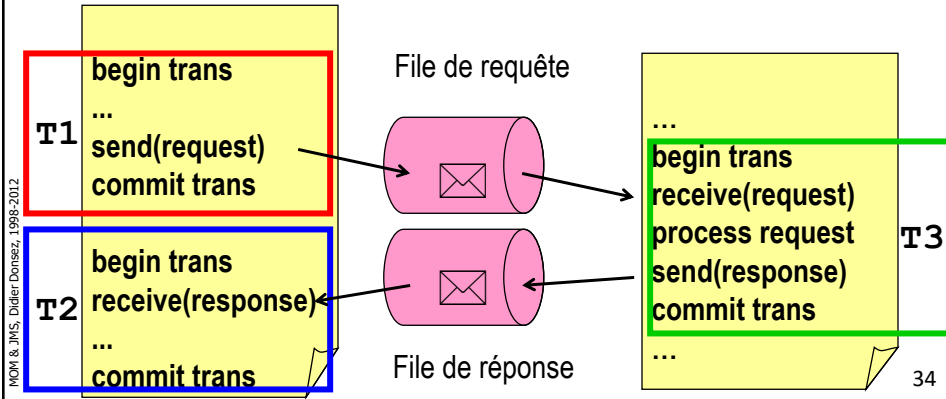 begin trans
...
T1
send(request)
commit trans
begin trans
T2
receive(response)
...
commit trans
File de requête
File de réponse
...
begin trans
receive(request)
process request
T3
send(response)
commit trans
...
MOM & JMS, Didier Donsez, 1998-2012
34